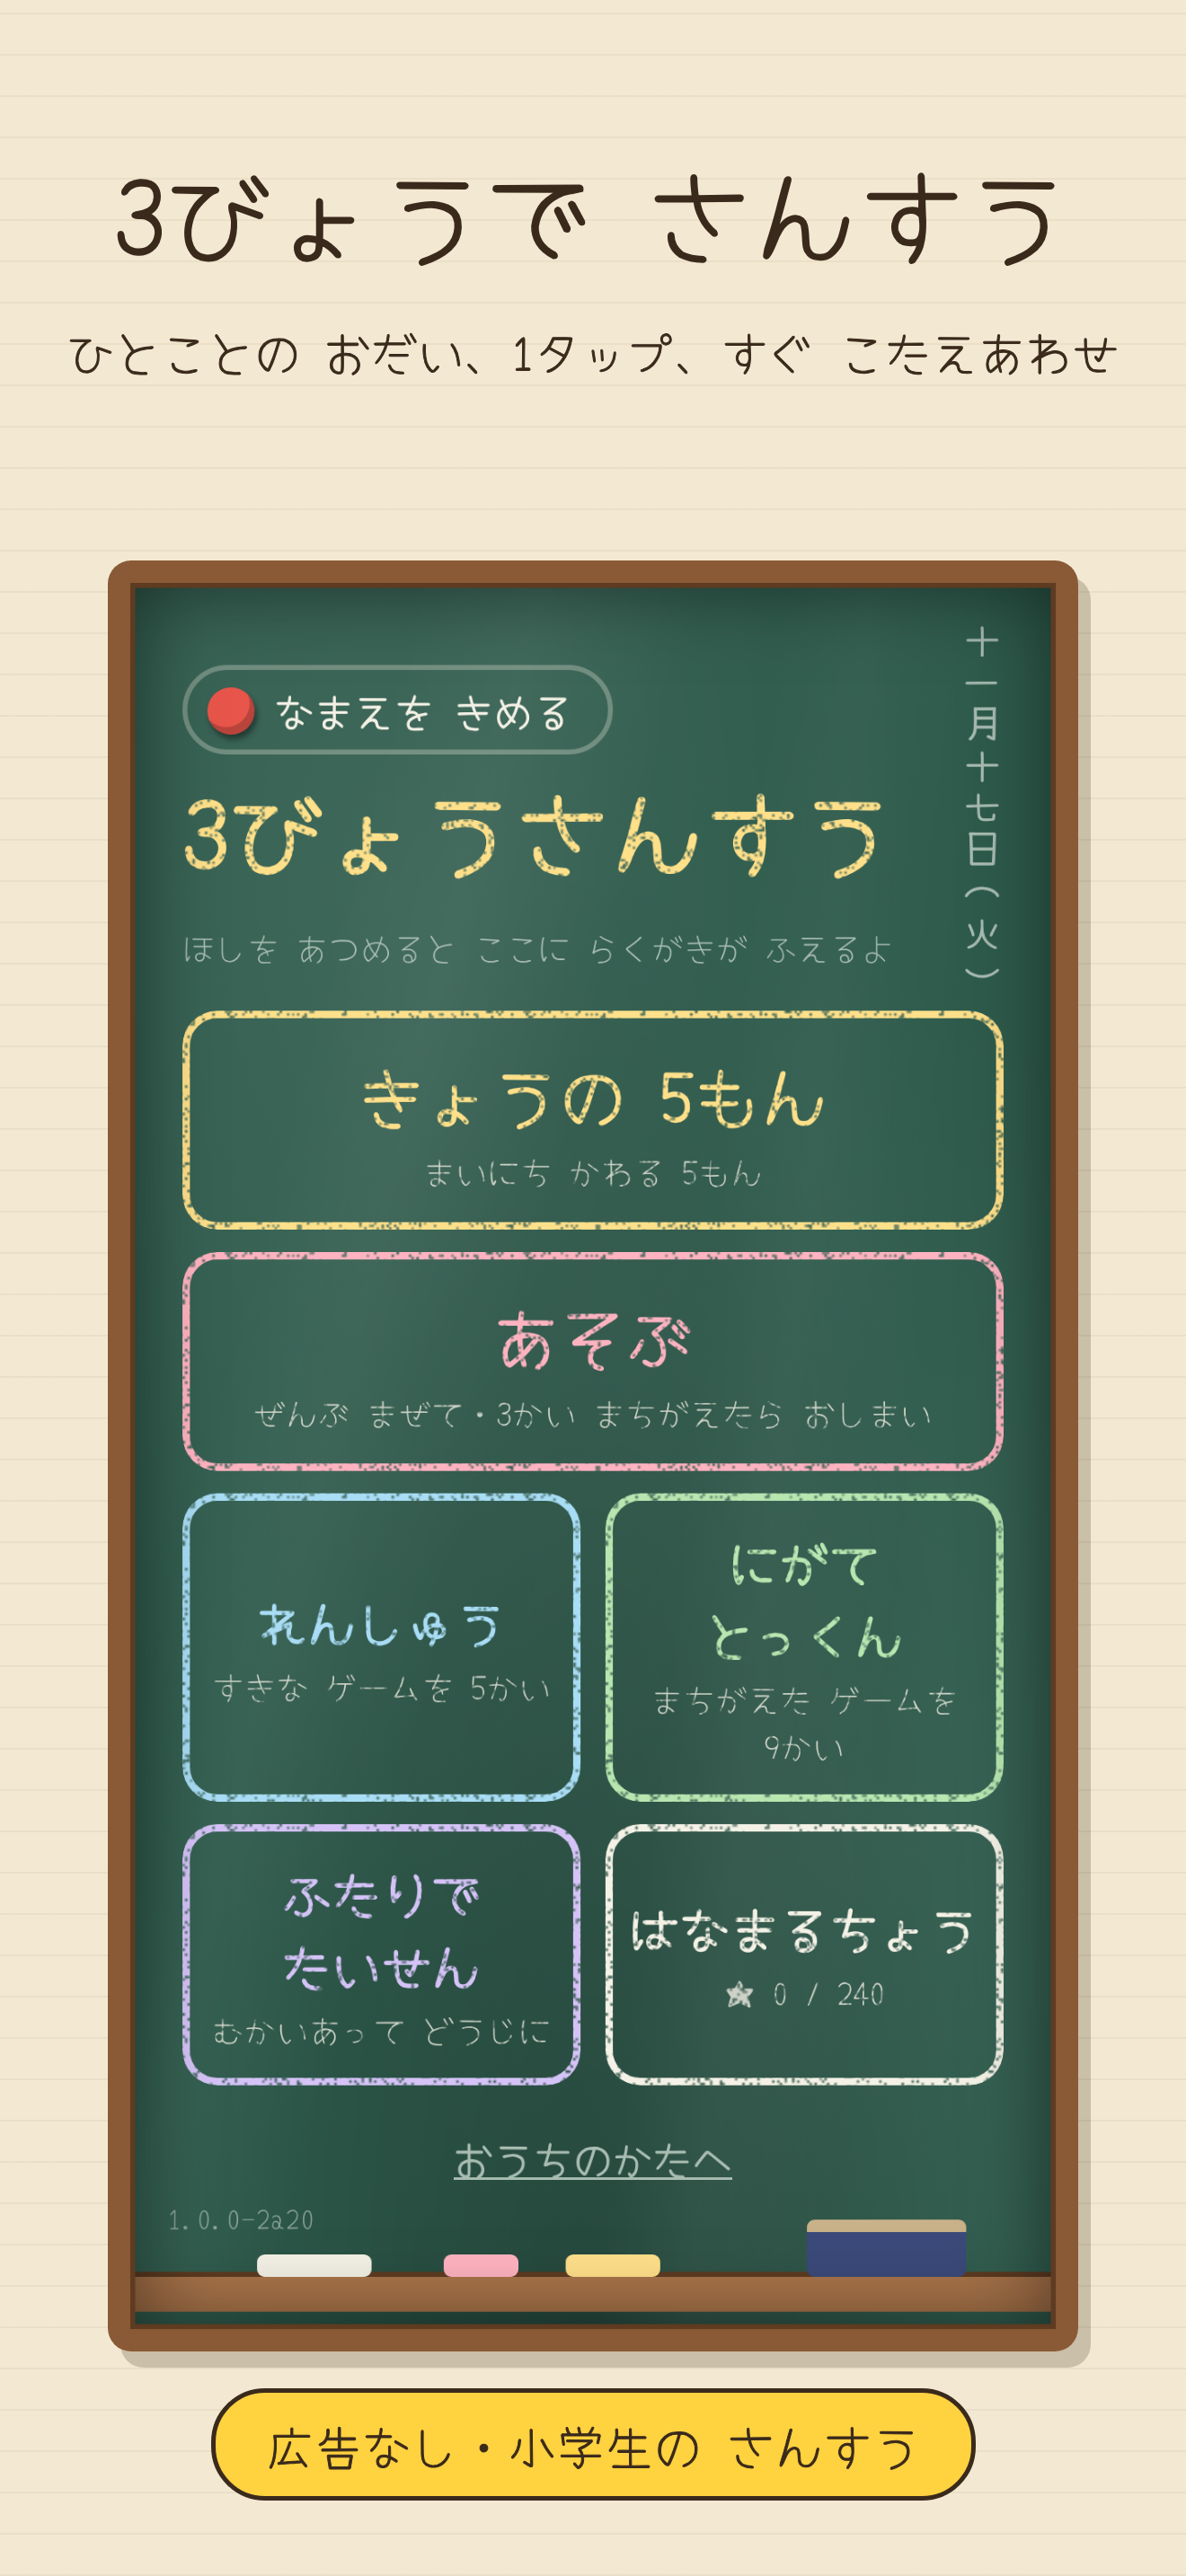 3びょうで さんすう
ひとことの おだい、1タップ、すぐ こたえあわせ
十一月十七日(火)
なまえを きめる
3びょうさんすう
ほしを あつめると ここに らくがきが ふえるよ
きょうの 5もん
まいにち かわる 5もん
あそぶ
ぜんぶ まぜて・3かい まちがえたら おしまい
れんしゅう
すきな ゲームを 5かい
にがて
とっくん
まちがえた ゲームを
9かい
ふたりで
たいせん
むかいあって どうじに
はなまるちょう
★ 0 / 240
おうちのかたへ
1.0.0-2a20
広告なし・小学生の さんすう